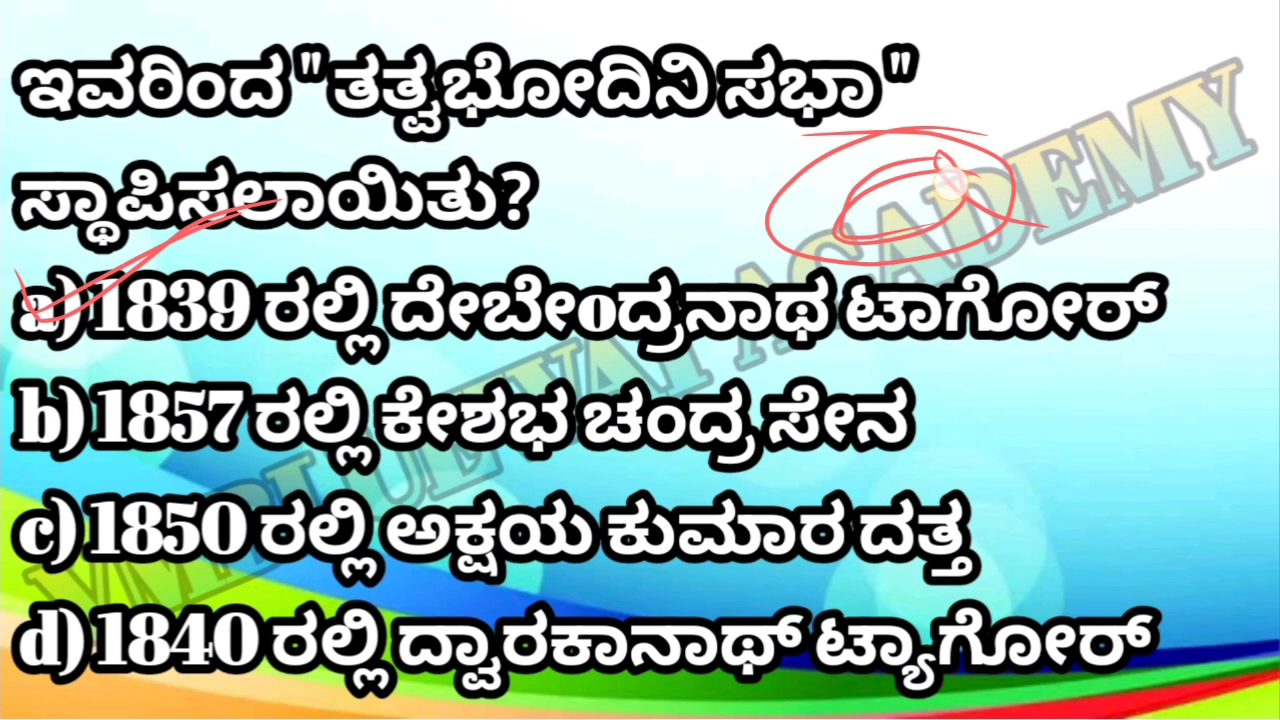 ಇವರಿಂದ " ತತ್ವಭೋದಿನಿ ಸಭಾ "
ಸ್ಥಾಪಿಸಲಾಯಿತು?
a) 1839 ರಲ್ಲಿ ದೇಬೇಂದ್ರನಾಥ ಟಾಗೋರ್
b) 1857 ರಲ್ಲಿ ಕೇಶಭ ಚಂದ್ರ ಸೇನ
c) 1850 ರಲ್ಲಿ ಅಕ್ಷಯ ಕುಮಾರ ದತ್ತ
d) 1840 ರಲ್ಲಿ ದ್ವಾರಕಾನಾಥ್ ಟ್ಯಾಗೋರ್
ACADEMY